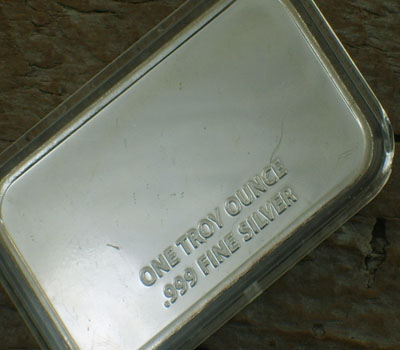 ONE TROY OUNCE
.999 FINE SILVER